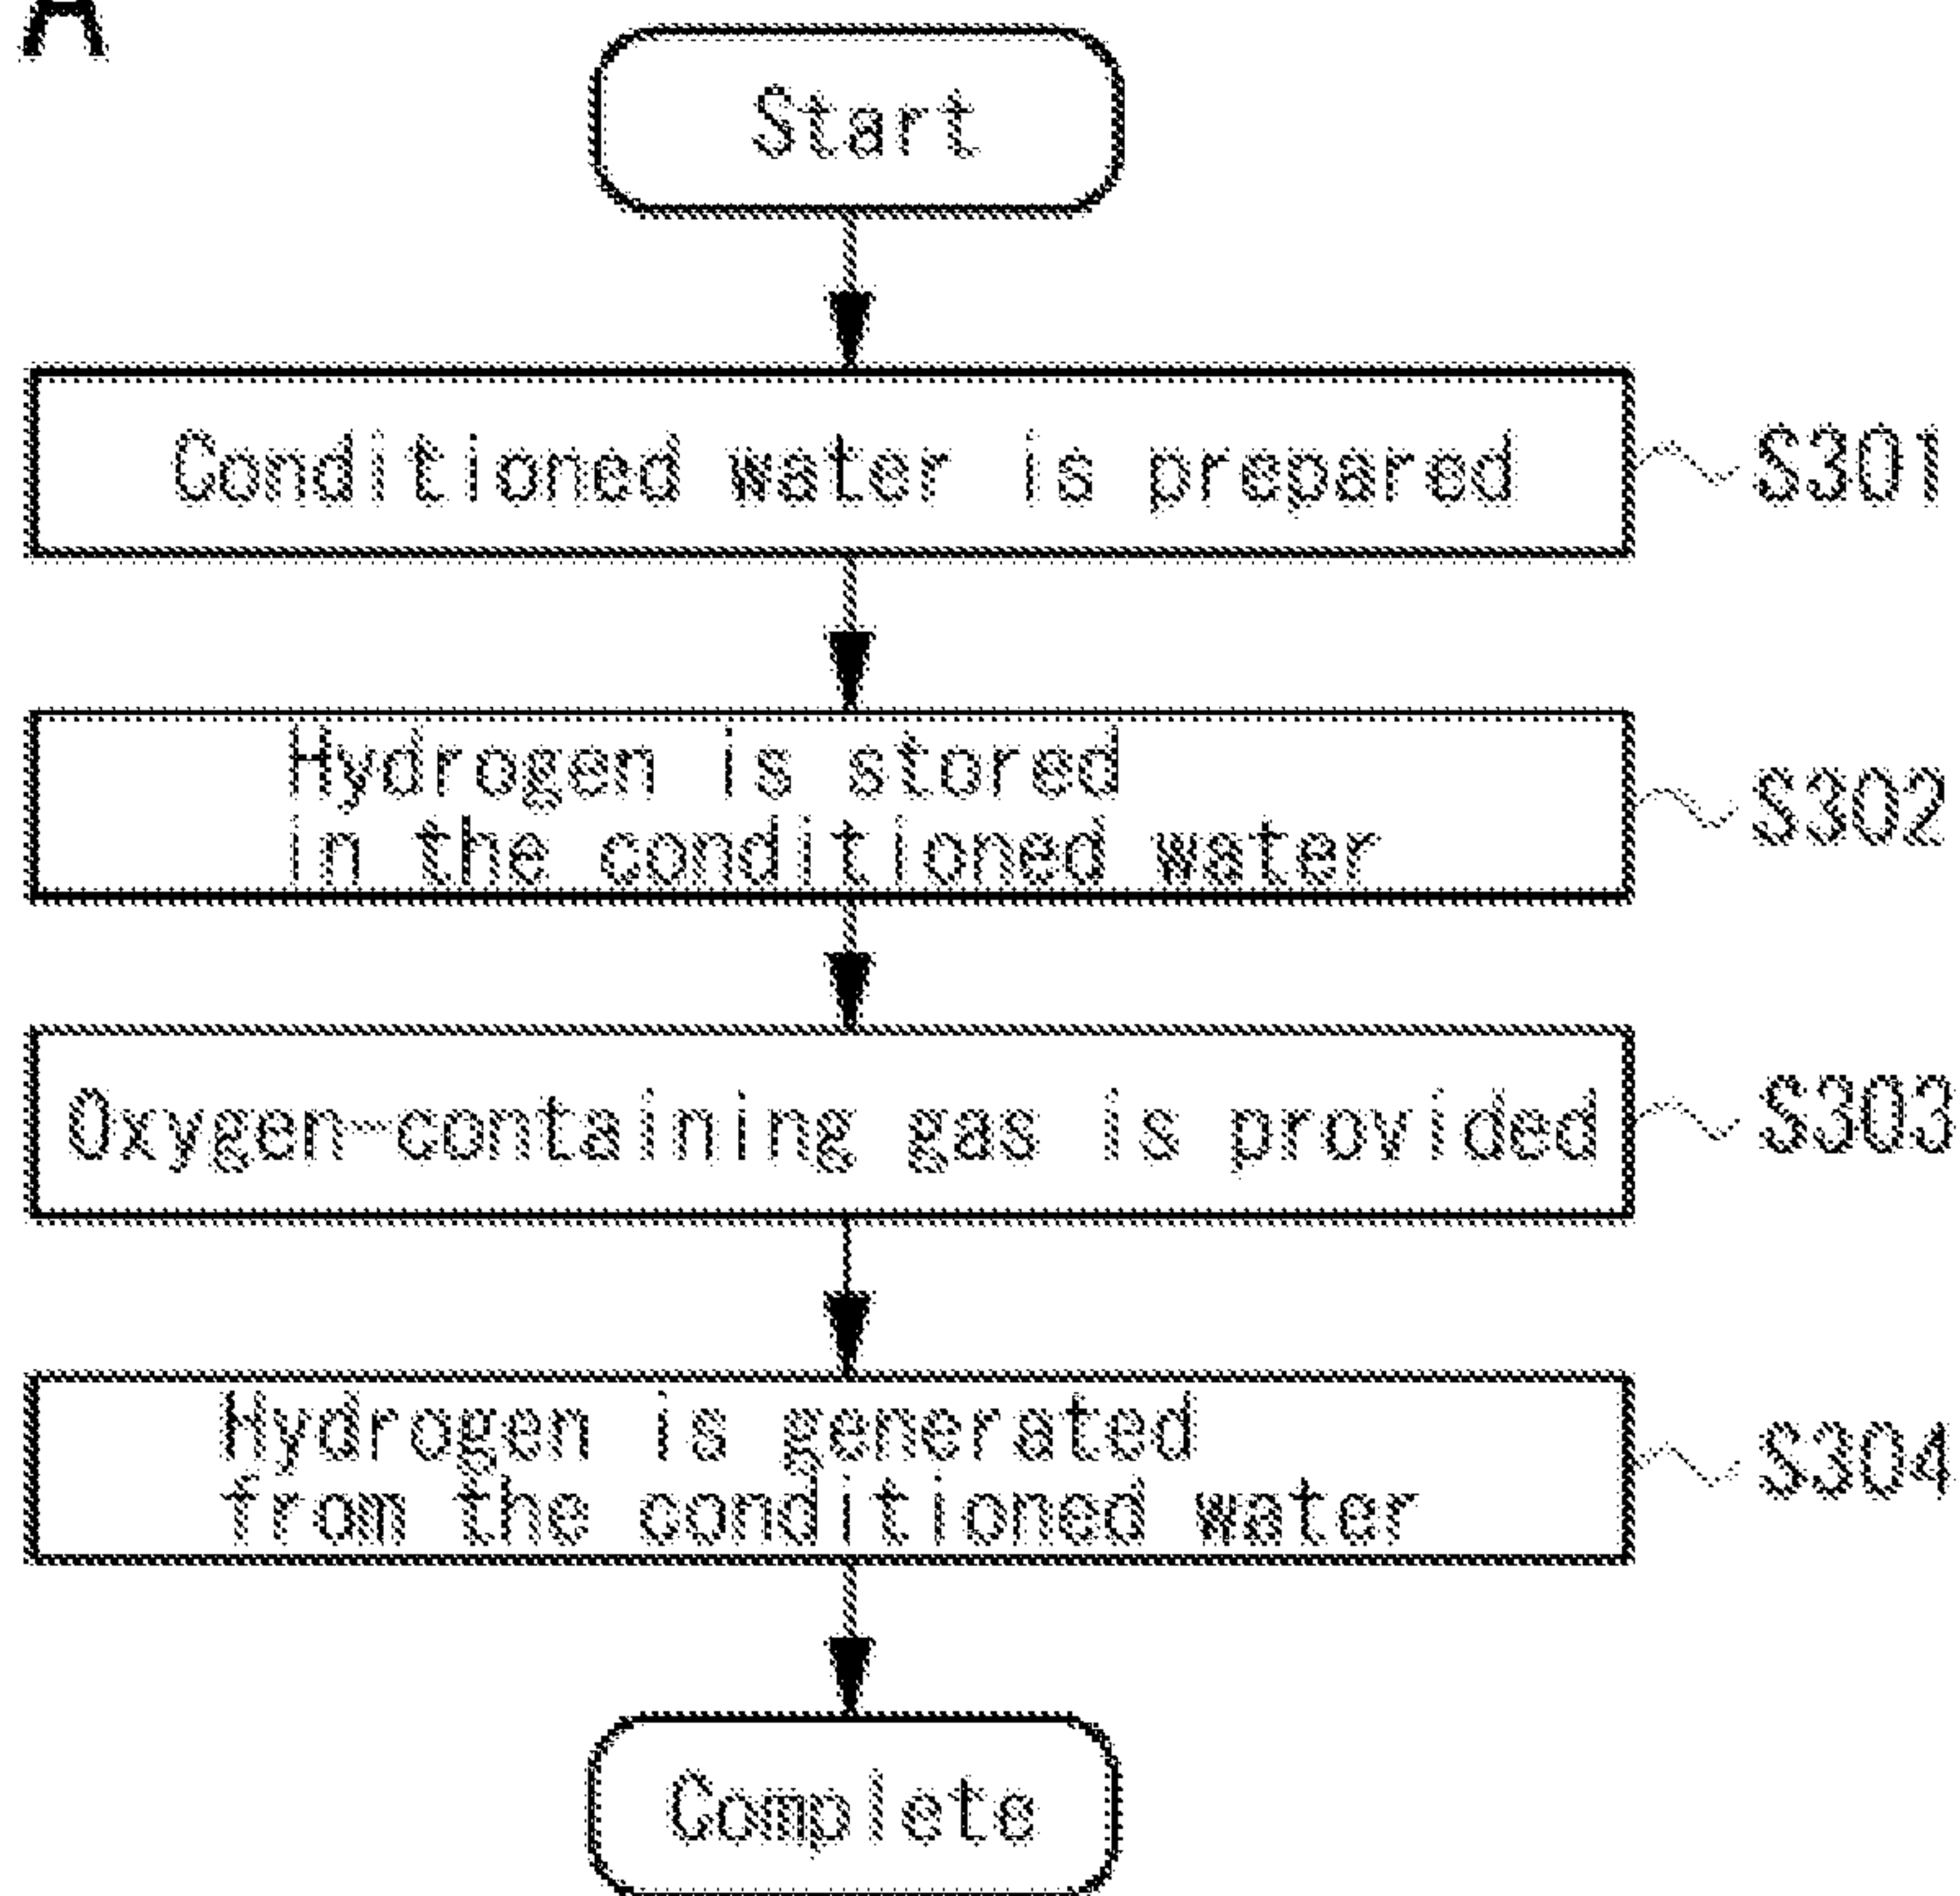 A
Start
Conditioned water is prepared
S301
Hydrogen is stored
in the conditioned water
S302
Oxygen-containing gas is provided
S303
Hydrogen is generated
from the conditioned water
S304
Complete